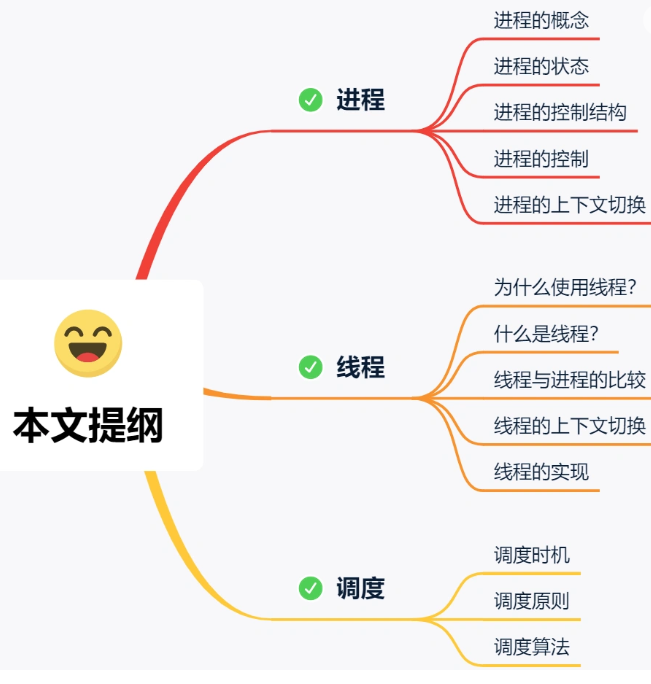 本文提纲
进程
进程的概念
进程的状态
进程的控制结构
进程的控制
进程的上下文切换
线程
为什么使用线程？
什么是线程？
线程与进程的比较
线程的上下文切换
线程的实现
调度
调度时机
调度原则
调度算法